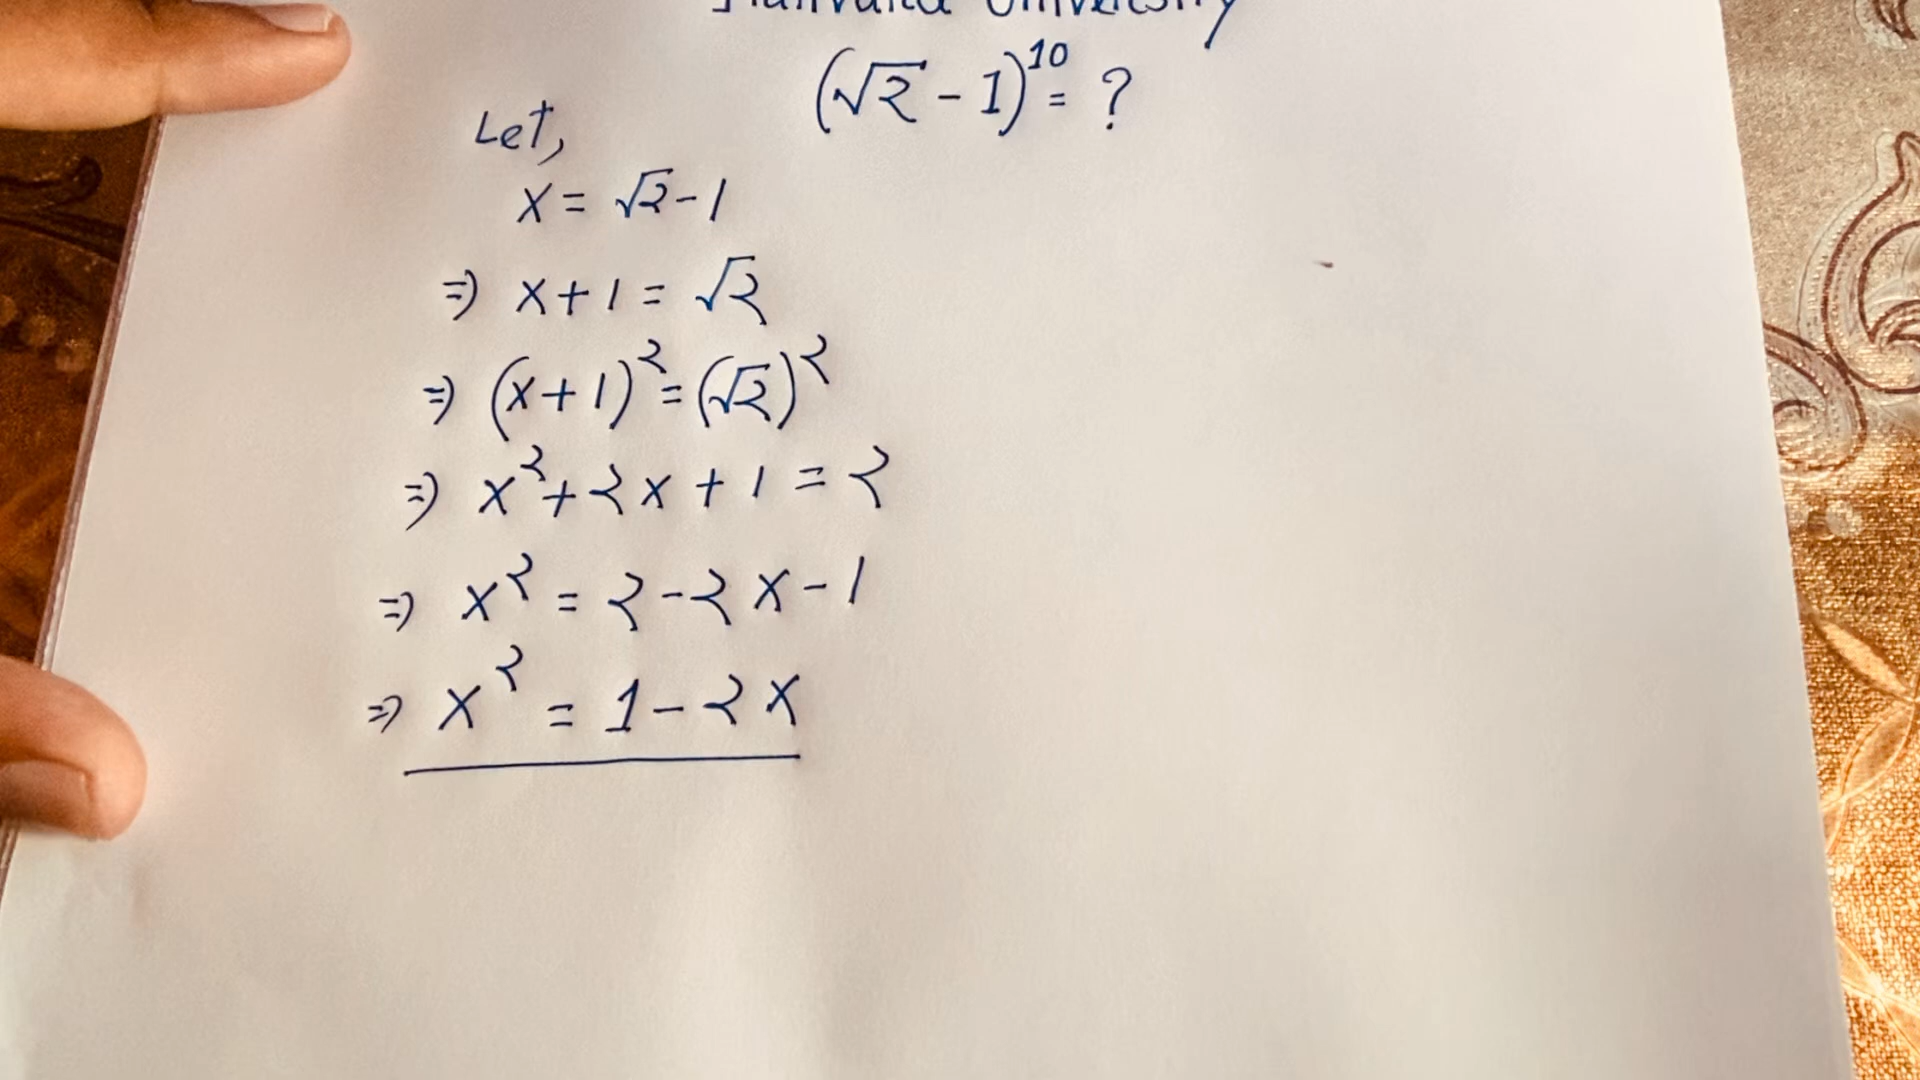 University
(√2 - 1)^10 = ?
Let,
x = √2 - 1
⇒ x + 1 = √2
⇒ (x + 1)^2 = (√2)^2
⇒ x^2 + 2x + 1 = 2
⇒ x^2 = 2 - 2x - 1
⇒ x^2 = 1 - 2x